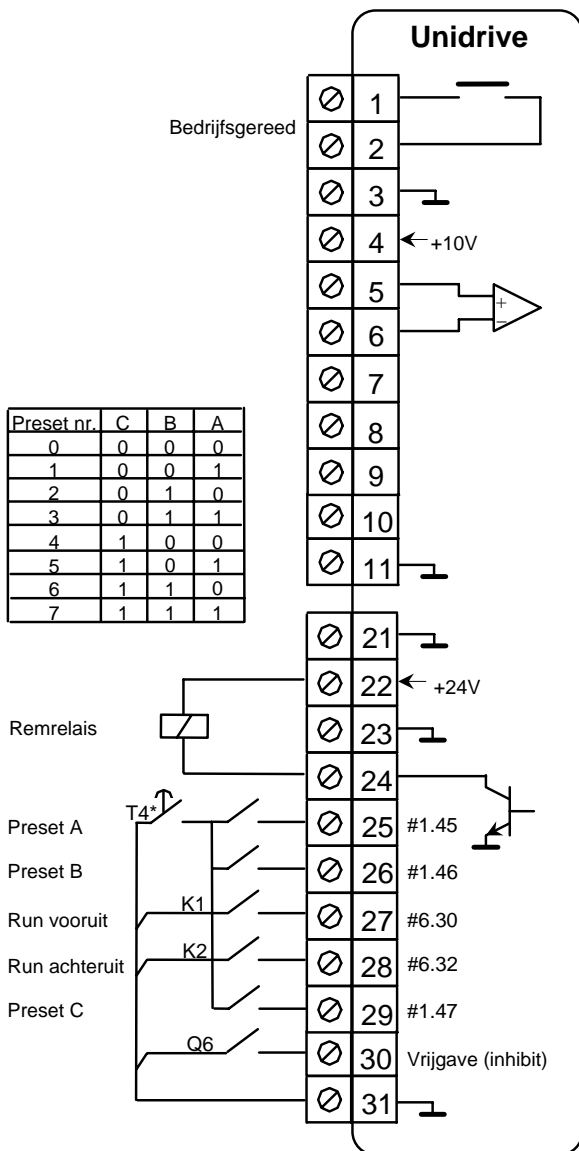 Unidrive
Bedrijfsgereed
1
2
3
4 +10V
5 +
6 −
7
8
9
10
11
Preset nr. C B A
0 0 0 0
1 0 0 1
2 0 1 0
3 0 1 1
4 1 0 0
5 1 0 1
6 1 1 0
7 1 1 1
21
22 +24V
Remrelais 23
24
T4*
Preset A 25 #1.45
Preset B 26 #1.46
Run vooruit K1 27 #6.30
Run achteruit K2 28 #6.32
Preset C 29 #1.47
Q6 30 Vrijgave (inhibit)
31